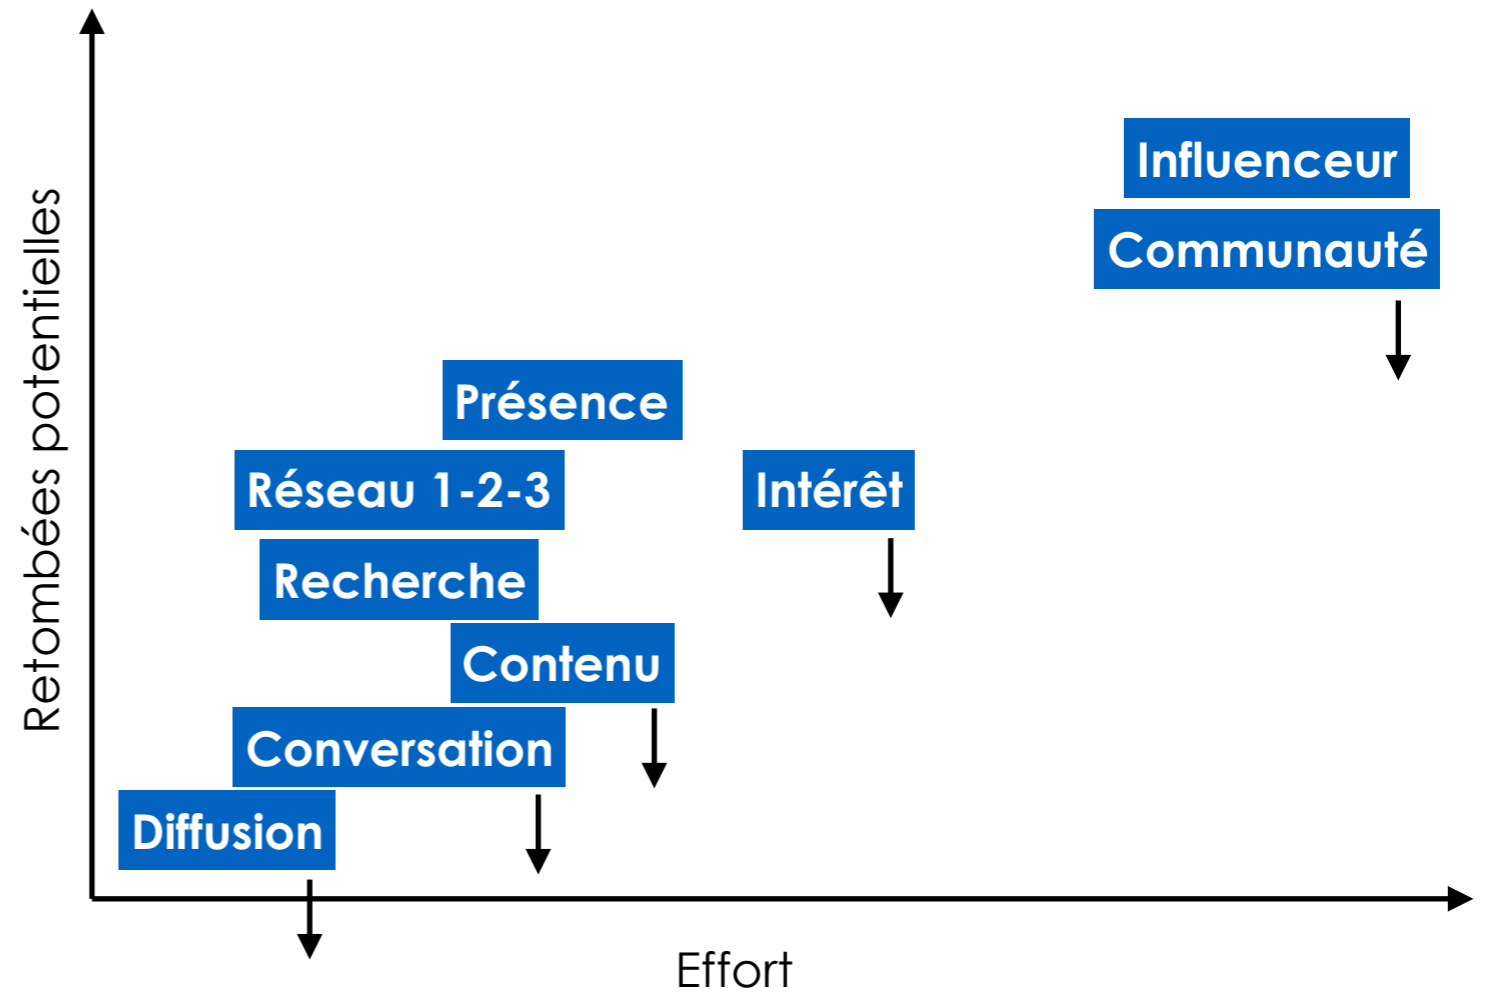 Retombées potentielles
Influenceur
Communauté
Présence
Réseau 1-2-3
Intérêt
Recherche
Contenu
Conversation
Diffusion
Effort